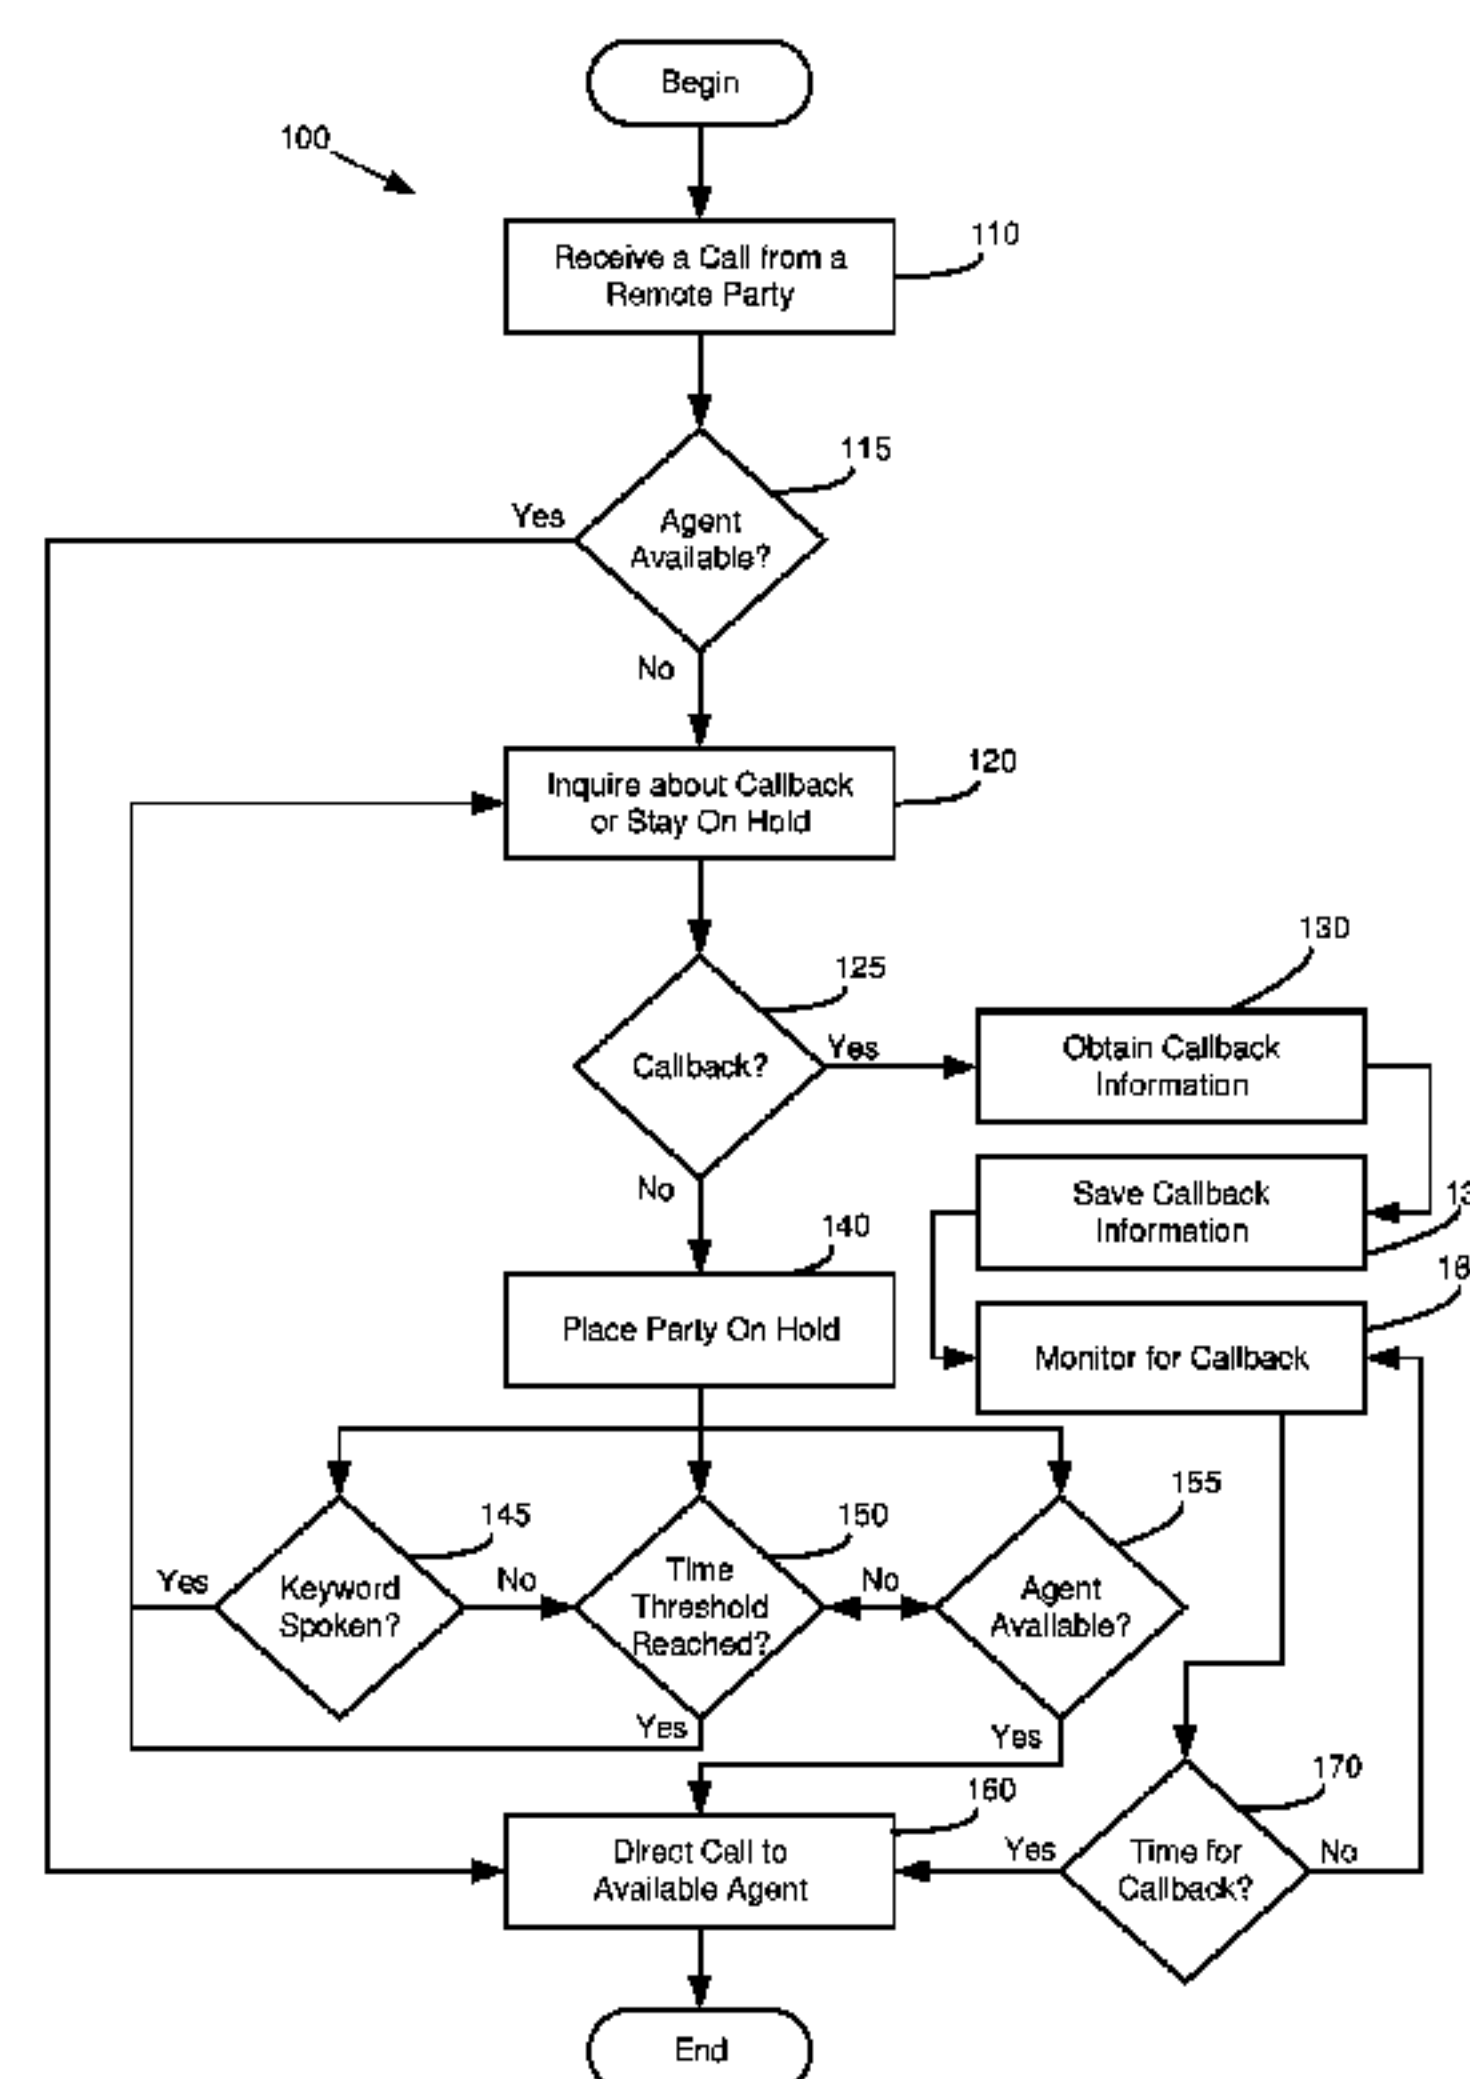 Begin
100
110
Receive a Call from a
Remote Party
115
Yes
Agent
Available?
No
120
Inquire about Callback
or Stay On Hold
130
125
Callback?
Yes
Obtain Callback
Information
No
Save Callback
Information
140
Place Party On Hold
Monitor for Callback
145
150
155
Yes
Keyword
Spoken?
No
Time
Threshold
Reached?
No
Agent
Available?
Yes
Yes
160
170
Direct Call to
Available Agent
Yes
Time for
Callback?
No
End